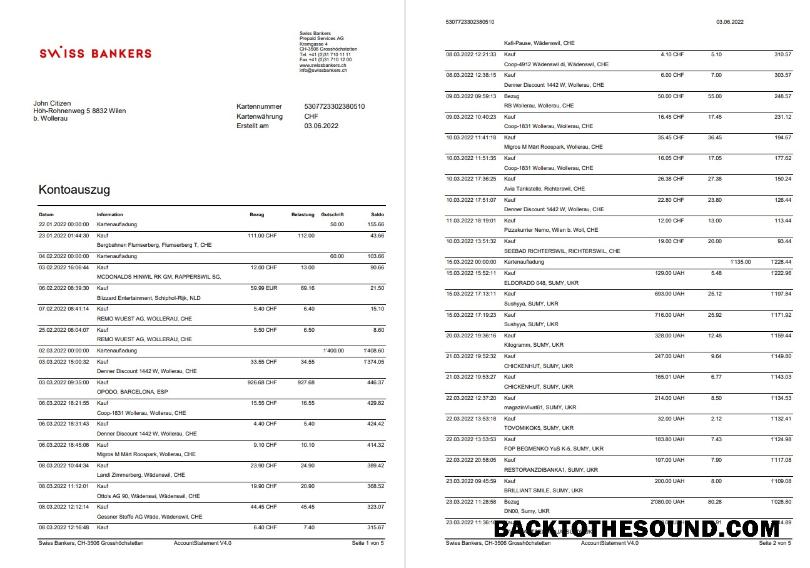 SWISS BANKERS
Swiss Bankers
Prepaid Services AG
Kramgasse 4
CH-3506 Grosshöchstetten
Tel. +41 (0)31 710 11 11
Fax +41 (0)31 710 12 00
www.swissbankers.ch
info@swissbankers.ch
John Citizen
Höh-Rohnenweg 5 8832 Wilen
b. Wollerau
Kartennummer 5307723302380510
Kartenwährung CHF
Erstellt am 03.06.2022
Kontoauszug
Datum Information Bezug Belastung Gutschrift Saldo
22.01.2022 00:00:00 Kartenaufladung 50.00 155.66
23.01.2022 01:44:30 Kauf 111.00 CHF 112.00 43.66
Bergbahnen Flumserberg, Flumserberg T, CHE
04.02.2022 00:00:00 Kartenaufladung 60.00 103.66
03.02.2022 16:06:44 Kauf 12.00 CHF 13.00 90.66
MCDONALDS HINWIL RK GM, RAPPERSWIL SG,
06.02.2022 08:39:30 Kauf 59.99 EUR 69.16 21.50
Blizzard Entertainment, Schiphol-Rijk, NLD
07.02.2022 08:41:14 Kauf 5.40 CHF 6.40 15.10
REMO WUEST AG, WOLLERAU, CHE
25.02.2022 08:04:07 Kauf 5.50 CHF 6.50 8.60
REMO WUEST AG, WOLLERAU, CHE
02.03.2022 00:00:00 Kartenaufladung 1'400.00 1'408.60
03.03.2022 15:00:32 Kauf 33.55 CHF 34.55 1'374.05
Denner Discount 1442 W, Wollerau, CHE
03.03.2022 09:35:00 Kauf 926.68 CHF 927.68 446.37
OPODO, BARCELONA, ESP
06.03.2022 18:21:55 Kauf 15.55 CHF 16.55 429.82
Coop-1831 Wollerau, Wollerau, CHE
06.03.2022 18:31:43 Kauf 4.40 CHF 5.40 424.42
Denner Discount 1442 W, Wollerau, CHE
06.03.2022 18:45:08 Kauf 9.10 CHF 10.10 414.32
Migros M Märt Roospark, Wollerau, CHE
08.03.2022 10:44:34 Kauf 23.90 CHF 24.90 389.42
Landi Zimmerberg, Wädenswil, CHE
08.03.2022 11:12:01 Kauf 19.90 CHF 20.90 368.52
Otto's AG 90, Wädenswil, Wädenswil, CHE
08.03.2022 12:12:14 Kauf 44.45 CHF 45.45 323.07
Gessner Stoffe AG Wäde, Wädenswil, CHE
08.03.2022 12:16:48 Kauf 6.40 CHF 7.40 315.67
Swiss Bankers, CH-3506 Grosshöchstetten AccountStatement V4.0 Seite 1 von 5
5307723302380510 03.06.2022
Kafi-Pause, Wädenswil, CHE
08.03.2022 12:21:33 Kauf 4.10 CHF 5.10 310.57
Coop-4912 Wädenswil di, Wädenswil, CHE
08.03.2022 12:38:15 Kauf 6.00 CHF 7.00 303.57
Denner Discount 1442 W, Wollerau, CHE
09.03.2022 09:59:13 Bezug 50.00 CHF 55.00 248.57
RB Wollerau, Wollerau, CHE
09.03.2022 10:40:23 Kauf 16.45 CHF 17.45 231.12
Coop-1831 Wollerau, Wollerau, CHE
10.03.2022 11:41:18 Kauf 35.45 CHF 36.45 194.67
Migros M Märt Roospark, Wollerau, CHE
10.03.2022 11:51:35 Kauf 16.05 CHF 17.05 177.62
Coop-1831 Wollerau, Wollerau, CHE
10.03.2022 17:36:25 Kauf 26.38 CHF 27.38 150.24
Avia Tankstelle, Richterswil, CHE
10.03.2022 17:51:07 Kauf 22.80 CHF 23.80 126.44
Denner Discount 1442 W, Wollerau, CHE
11.03.2022 18:19:01 Kauf 12.00 CHF 13.00 113.44
Pizzakurrier Nemo, Wilen b. Woll, CHE
10.03.2022 13:51:32 Kauf 19.00 CHF 20.00 93.44
SEEBAD RICHTERSWIL, RICHTERSWIL, CHE
15.03.2022 00:00:00 Kartenaufladung 1'135.00 1'228.44
15.03.2022 15:52:11 Kauf 129.00 UAH 5.48 1'222.96
ELDORADO 048, SUMY, UKR
15.03.2022 17:13:11 Kauf 693.00 UAH 25.12 1'197.84
Sushyya, SUMY, UKR
15.03.2022 17:19:23 Kauf 716.00 UAH 25.92 1'171.92
Sushyya, SUMY, UKR
20.03.2022 19:36:16 Kauf 328.00 UAH 12.48 1'159.44
Kilogramm, SUMY, UKR
21.03.2022 19:52:32 Kauf 247.00 UAH 9.64 1'149.80
CHICKENHUT, SUMY, UKR
21.03.2022 19:53:27 Kauf 165.01 UAH 6.77 1'143.03
CHICKENHUT, SUMY, UKR
22.03.2022 12:37:20 Kauf 214.00 UAH 8.50 1'134.53
magazinVivat61, SUMY, UKR
22.03.2022 13:53:18 Kauf 32.00 UAH 2.12 1'132.41
TOVOMIKOK5, SUMY, UKR
22.03.2022 13:53:53 Kauf 183.80 UAH 7.43 1'124.98
FOP BEGMENKO YuS K-5, SUMY, UKR
22.03.2022 20:58:05 Kauf 197.00 UAH 7.90 1'117.08
RESTORANZDIBANKA1, SUMY, UKR
23.03.2022 09:45:59 Kauf 200.00 UAH 8.00 1'109.08
BRILLIANT SMILE, SUMY, UKR
23.03.2022 11:28:58 Bezug 2'080.00 UAH 80.28 1'028.80
DN00, Sumy, UKR
BACKTOTHESOUND.COM
Swiss Bankers, CH-3506 Grosshöchstetten AccountStatement V4.0 Seite 2 von 5